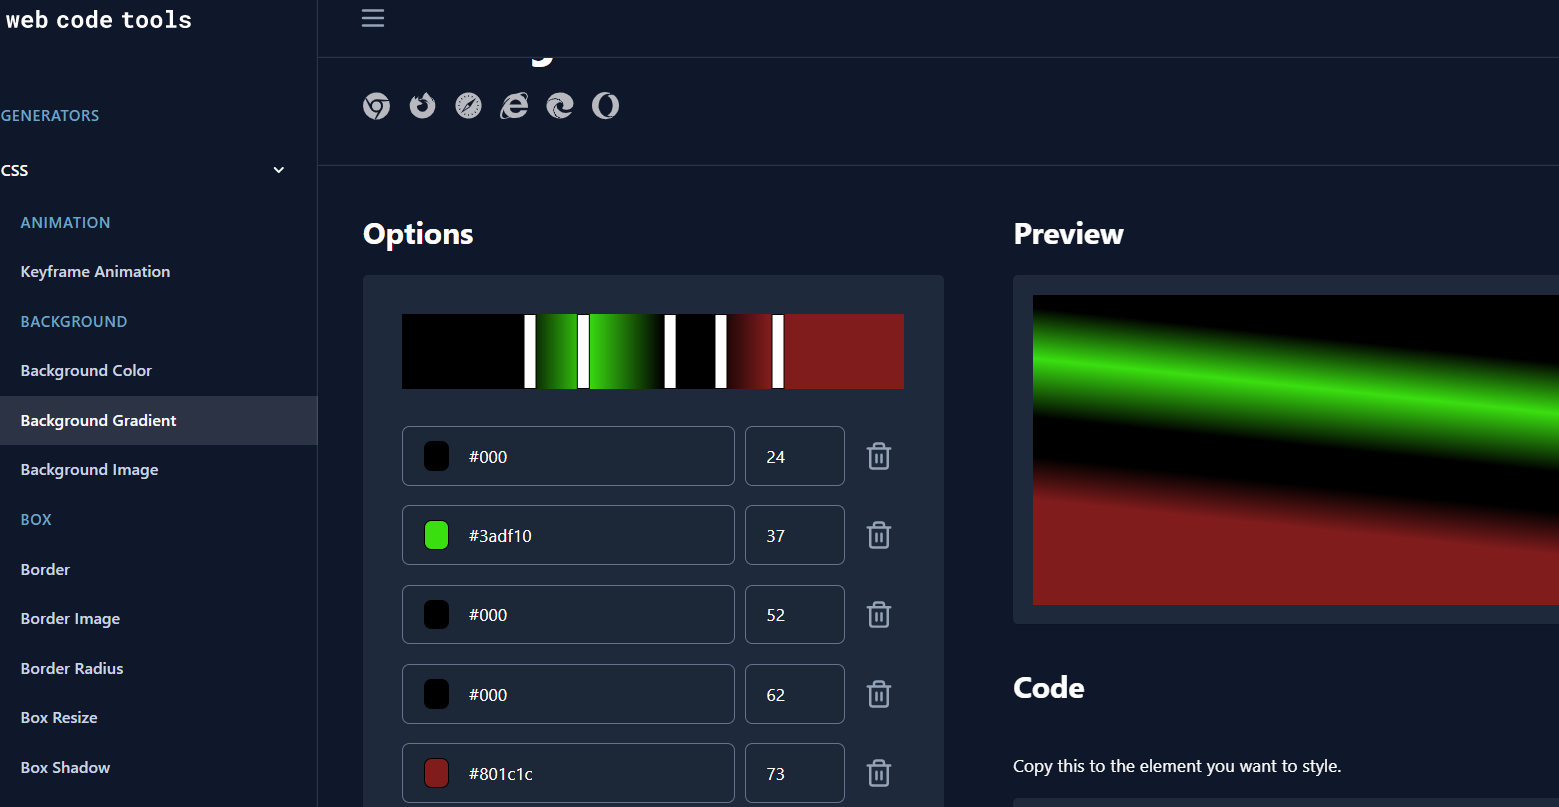 web code tools
GENERATORS
CSS
ANIMATION
Keyframe Animation
BACKGROUND
Background Color
Background Gradient
Background Image
BOX
Border
Border Image
Border Radius
Box Resize
Box Shadow
Options
#000
24
#3adf10
37
#000
52
#000
62
#801c1c
73
Preview
Code
Copy this to the element you want to style.